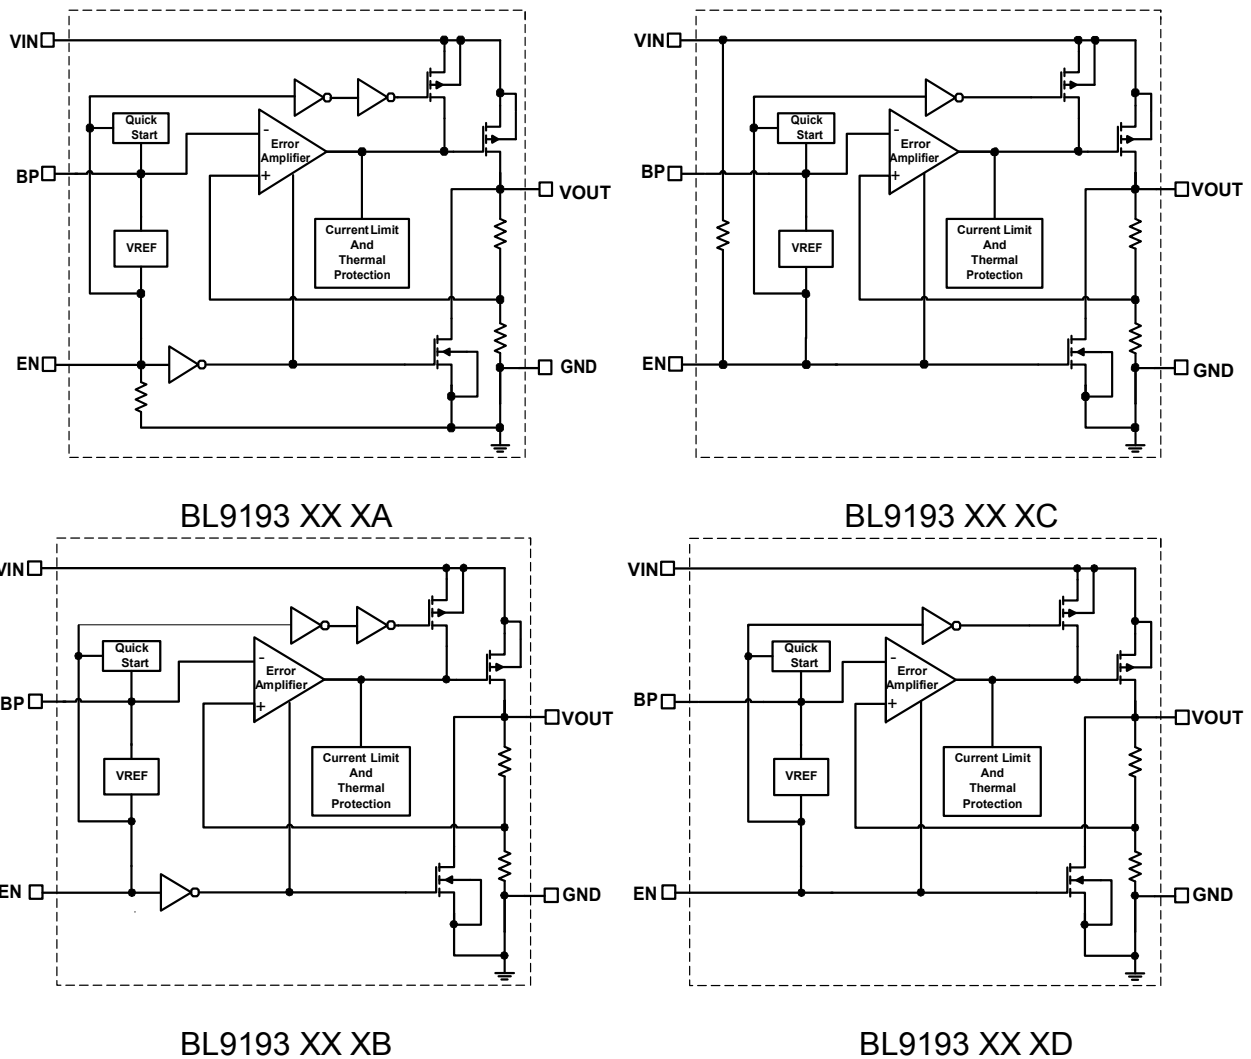 VIN
Quick
Start
-
Error
Amplifier
+
BP
VOUT
VREF
Current Limit
And
Thermal
Protection
EN
GND
BL9193 XX XA
VIN
Quick
Start
-
Error
Amplifier
+
BP
VOUT
VREF
Current Limit
And
Thermal
Protection
EN
GND
BL9193 XX XC
VIN
Quick
Start
-
Error
Amplifier
+
BP
VOUT
VREF
Current Limit
And
Thermal
Protection
EN
GND
BL9193 XX XB
VIN
Quick
Start
-
Error
Amplifier
+
BP
VOUT
VREF
Current Limit
And
Thermal
Protection
EN
GND
BL9193 XX XD